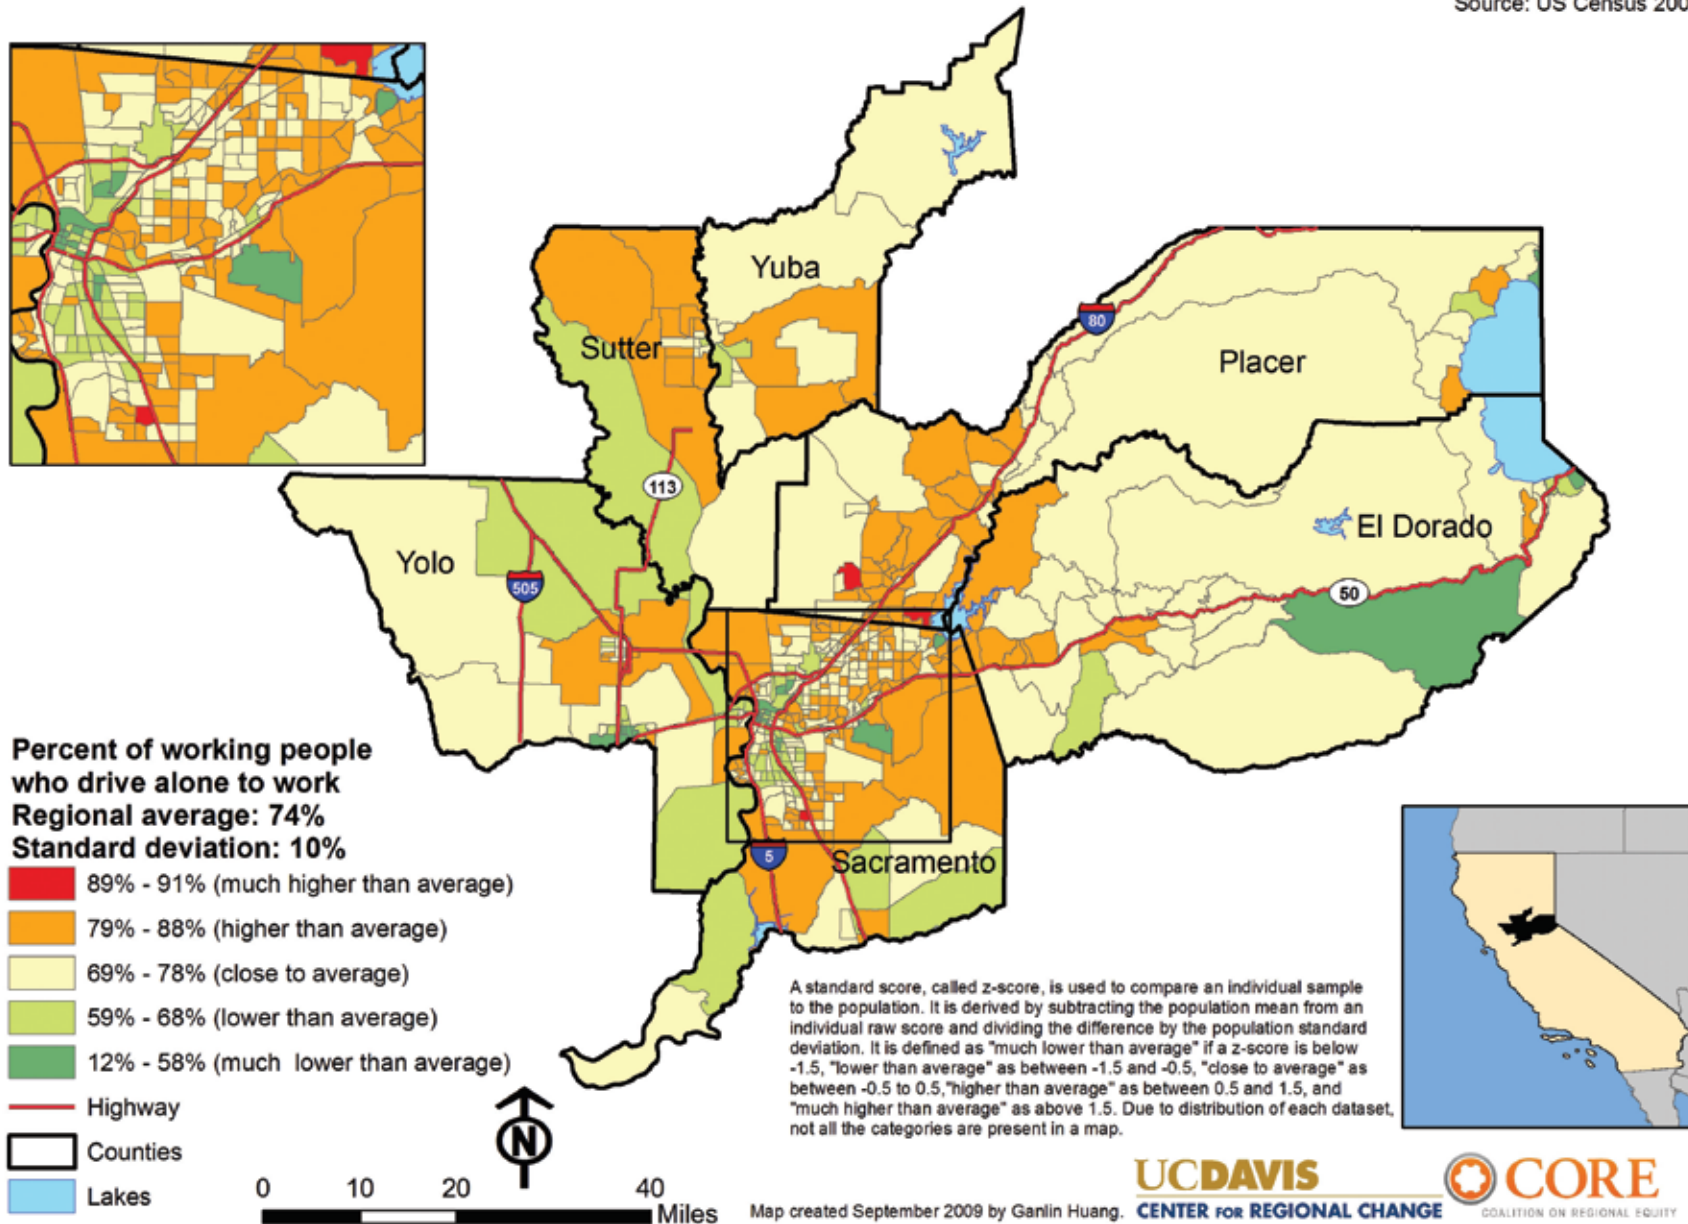 Source: US Census 200
Yuba
Sutter
80
Placer
113
Yolo
505
El Dorado
50
5
Sacramento
Percent of working people
who drive alone to work
Regional average: 74%
Standard deviation: 10%
89% - 91% (much higher than average)
79% - 88% (higher than average)
69% - 78% (close to average)
59% - 68% (lower than average)
12% - 58% (much lower than average)
Highway
Counties
Lakes
N
0 10 20 40
Miles
A standard score, called z-score, is used to compare an individual sample
to the population. It is derived by subtracting the population mean from an
individual raw score and dividing the difference by the population standard
deviation. It is defined as "much lower than average" if a z-score is below
-1.5, "lower than average" as between -1.5 and -0.5, "close to average" as
between -0.5 to 0.5,"higher than average" as between 0.5 and 1.5, and
"much higher than average" as above 1.5. Due to distribution of each dataset,
not all the categories are present in a map.
Map created September 2009 by Ganlin Huang.
UCDAVIS
CENTER FOR REGIONAL CHANGE
CORE
COALITION ON REGIONAL EQUITY